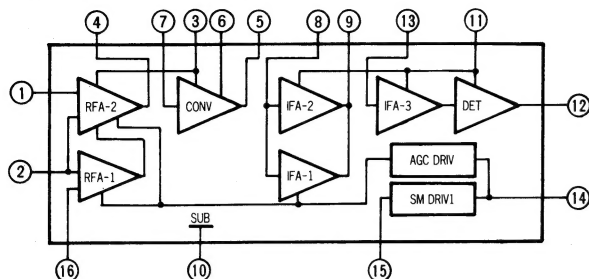 4 7 3 6 5 8 9 13 11
1 RFA-2 CONV IFA-2 IFA-3 DET 12
2 RFA-1 IFA-1 AGC DRIV
SM DRIV1 14
SUB
16 10 15